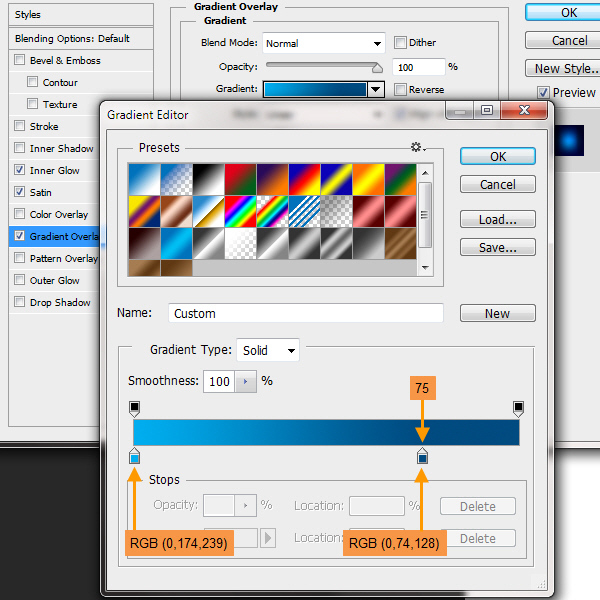 Styles
Blending Options: Default
Bevel & Emboss
Contour
Texture
Stroke
Inner Shadow
Inner Glow
Satin
Color Overlay
Gradient Overla
Pattern Overlay
Outer Glow
Drop Shadow
Gradient Overlay
Gradient
Blend Mode: Normal Dither
Opacity: 100 %
Gradient: Reverse
OK
Cancel
New Style...
Preview
Gradient Editor
Presets
OK
Cancel
Load...
Save...
Name: Custom New
Gradient Type: Solid
Smoothness: 100 %
75
Stops
Opacity: % Location: % Delete
Location: Delete
RGB (0,174,239) RGB (0,74,128)